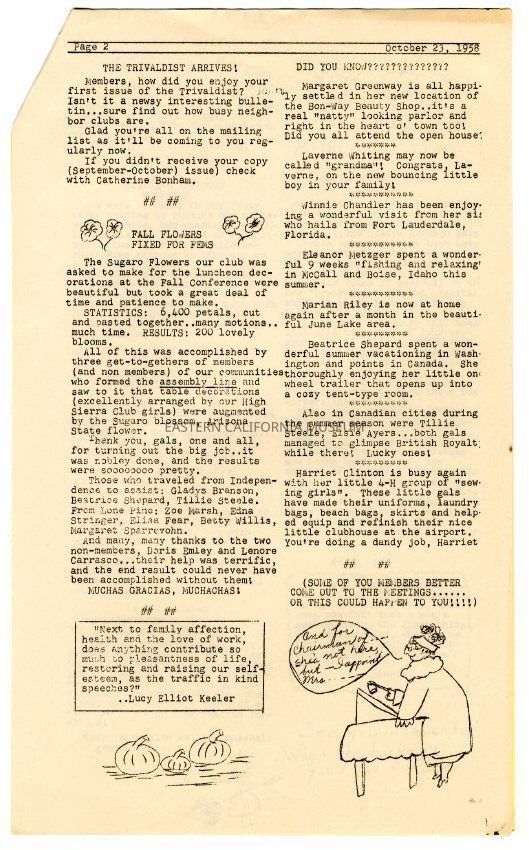 Page 2
October 23, 1958
THE TRIVALDIST ARRIVES!
Members, how did you enjoy your
first issue of the Trivaldist?
Isn't it a newsy interesting bulle-
tin...sure find out how busy neigh-
bor clubs are.
Glad you're all on the mailing
list as it'll be coming to you reg-
ularly now.
If you didn't receive your copy
(September-October) issue) check
with Catherine Bonham.
## ##
FALL FLOWERS
FIXED FOR FEMS
The Suguro Flowers our club was
asked to make for the luncheon dec-
orations at the Fall Conference were
beautiful but took a great deal of
time and patience to make.
STATISTICS: 6,400 petals, cut
and pasted together..many motions..
much time. RESULTS: 200 lovely
blooms.
All of this was accomplished by
three get-to-gethers of members
(and non members) of our communities
who formed the assembly line and
saw to it that table decorations
(excellantly arranged by our High
Sierra Club girls) were augmented
by the Suguro blossom..Arizona
State flower.
Thank you, gals, one and all,
for turning out the big job..it
was nobley done, and the results
were sooooooo pretty.
Those who traveled from Indepen-
dence to assist: Gladys Branson,
Beatrice Shepard, Tillie Steele.
From Lone Pine: Zoe Marsh, Edna
Stringer, Elisa Fear, Betty Willis,
Margaret Sparrevohn.
And many, many thanks to the two
non-members, Doris Emley and Lenore
Carrasco...their help was terrific,
and the end result could never have
been accomplished without them!
MUCHAS GRACIAS, MUCHACHAS!
## ##
"Next to family affection,
health and the love of work,
does anything contribute so
much to pleasantness of life,
restoring and raising our self-
esteem, as the traffic in kind
speeches?"
..Lucy Elliot Keeler
DID YOU KNOW??????????????
Margaret Greenway is all happi-
ly settled in her new location of
the Bon-Way Beauty Shop..it's a
real "natty" looking parlor and
right in the heart o' town too!
Did you all attend the open house?
*******
Laverne Whiting may now be
called "grandma"! Congrats, La-
verne, on the new bouncing little
boy in your family!
***********
Winnie Chandler has been enjoy-
ing a wonderful visit from her sis
who hails from Fort Lauderdale,
Florida.
***********
Eleanor Metzger spent a wonder-
ful 9 weeks "fishing and relaxing"
in McCall and Boise, Idaho this
summer.
***********
Marian Riley is now at home
again after a month in the beauti-
ful June Lake area.
*********
Beatrice Shepard spent a won-
derful summer vacationing in Wash-
ington and points in Canada. She
thoroughly enjoying her little one
wheel trailer that opens up into
a cozy tent-type room.
***********
Also in Canadian cities during
season were Tillie
Steele, Elsie Ayers...both gals
managed to glimpse British Royalty
while there! Lucky ones!
*********
Harriet Clinton is busy again
with her little 4-H group of "sew-
ing girls". These little gals
have made their uniforms, laundry
bags, beach bags, skirts and help-
ed equip and refinish their nice
little clubhouse at the airport.
You're doing a dandy job, Harriet
## ##
(SOME OF YOU MEMBERS BETTER
COME OUT TO THE MEETINGS......
OR THIS COULD HAPPEN TO YOU!!!!)
And for
chairman of ---
shes not here,
but - I appoint
Mrs. ----
EASTERN CALIFORNIA MUSEUM